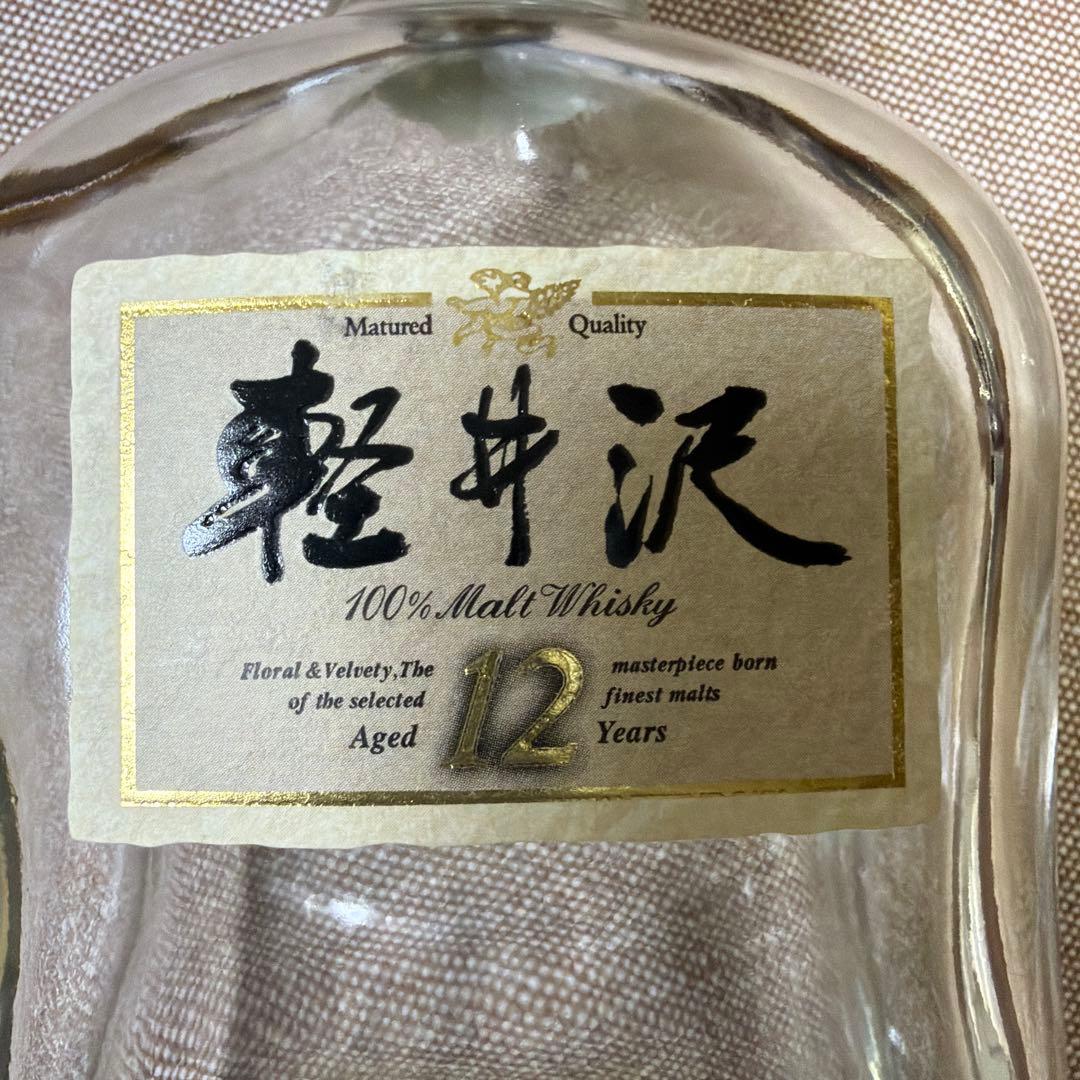 Matured Quality
軽井沢
100% Malt Whisky
Floral & Velvety, The masterpiece born
of the selected finest malts
Aged 12 Years